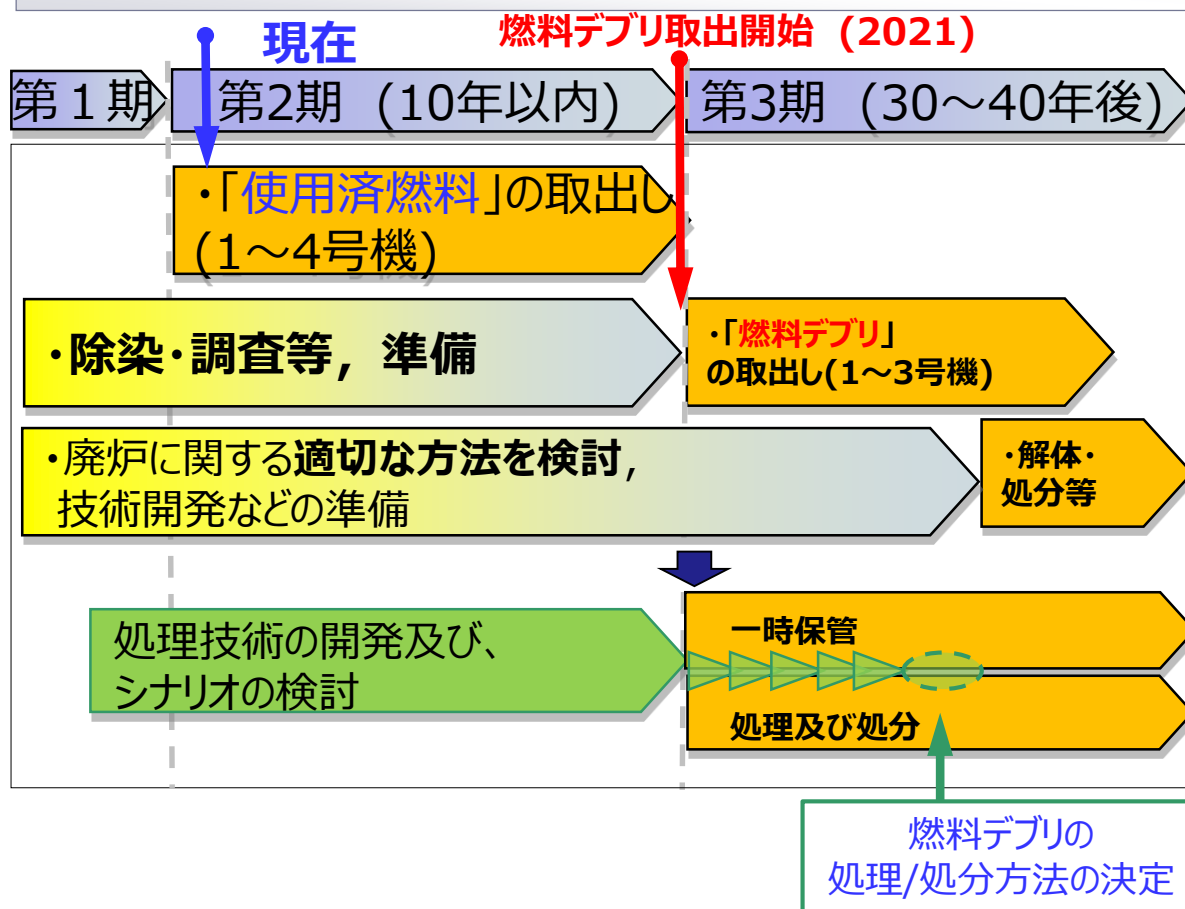 現在
燃料デブリ取出開始 (2021)
第１期
第2期 (10年以内)
第3期 (30～40年後)
・「使用済燃料」の取出し
(1～4号機)
・除染・調査等, 準備
・「燃料デブリ」
の取出し(1～3号機)
・廃炉に関する適切な方法を検討,
技術開発などの準備
・解体・
処分等
処理技術の開発及び、
シナリオの検討
一時保管
処理及び処分
燃料デブリの
処理/処分方法の決定